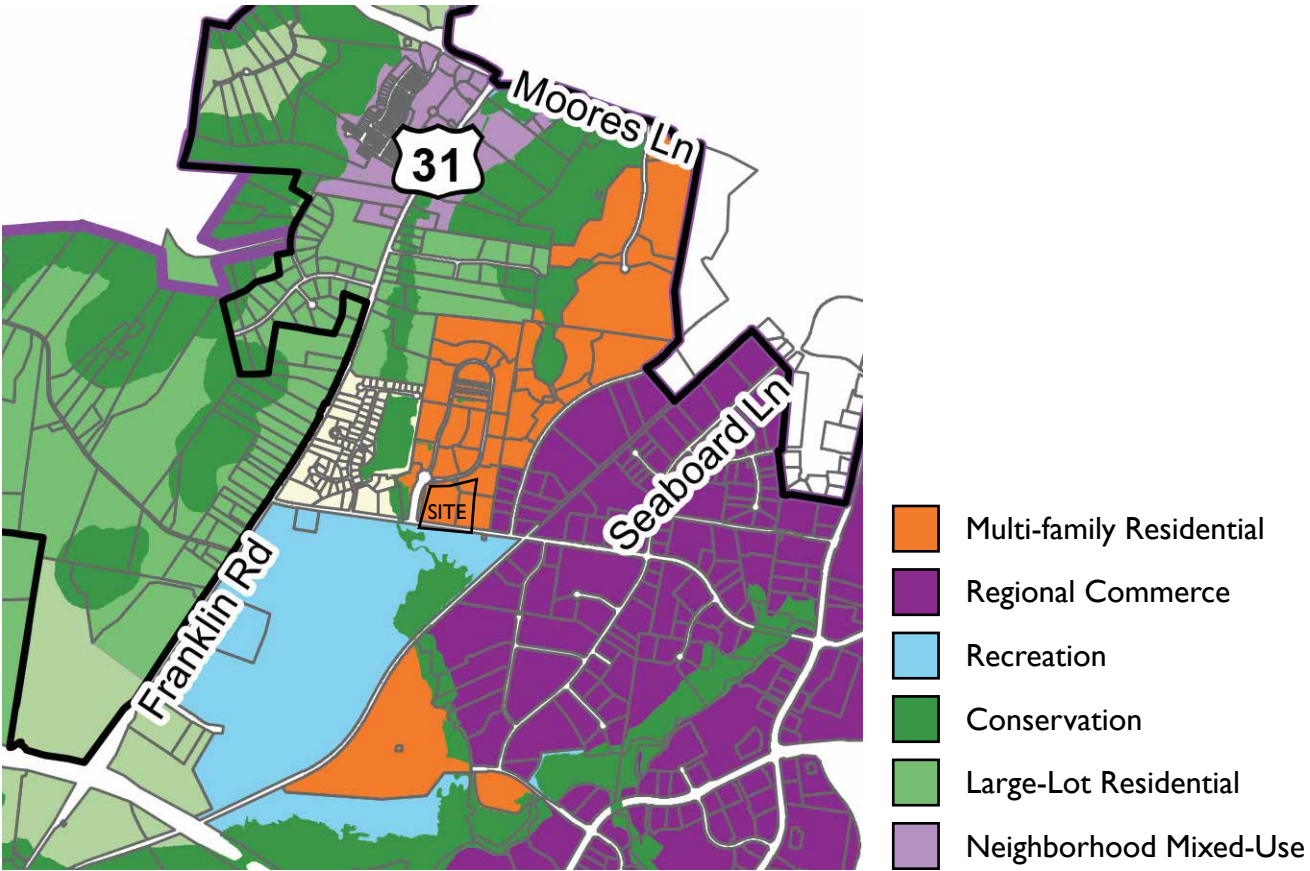 Moores Ln
31
Seaboard Ln
SITE
Franklin Rd
Multi-family Residential
Regional Commerce
Recreation
Conservation
Large-Lot Residential
Neighborhood Mixed-Use